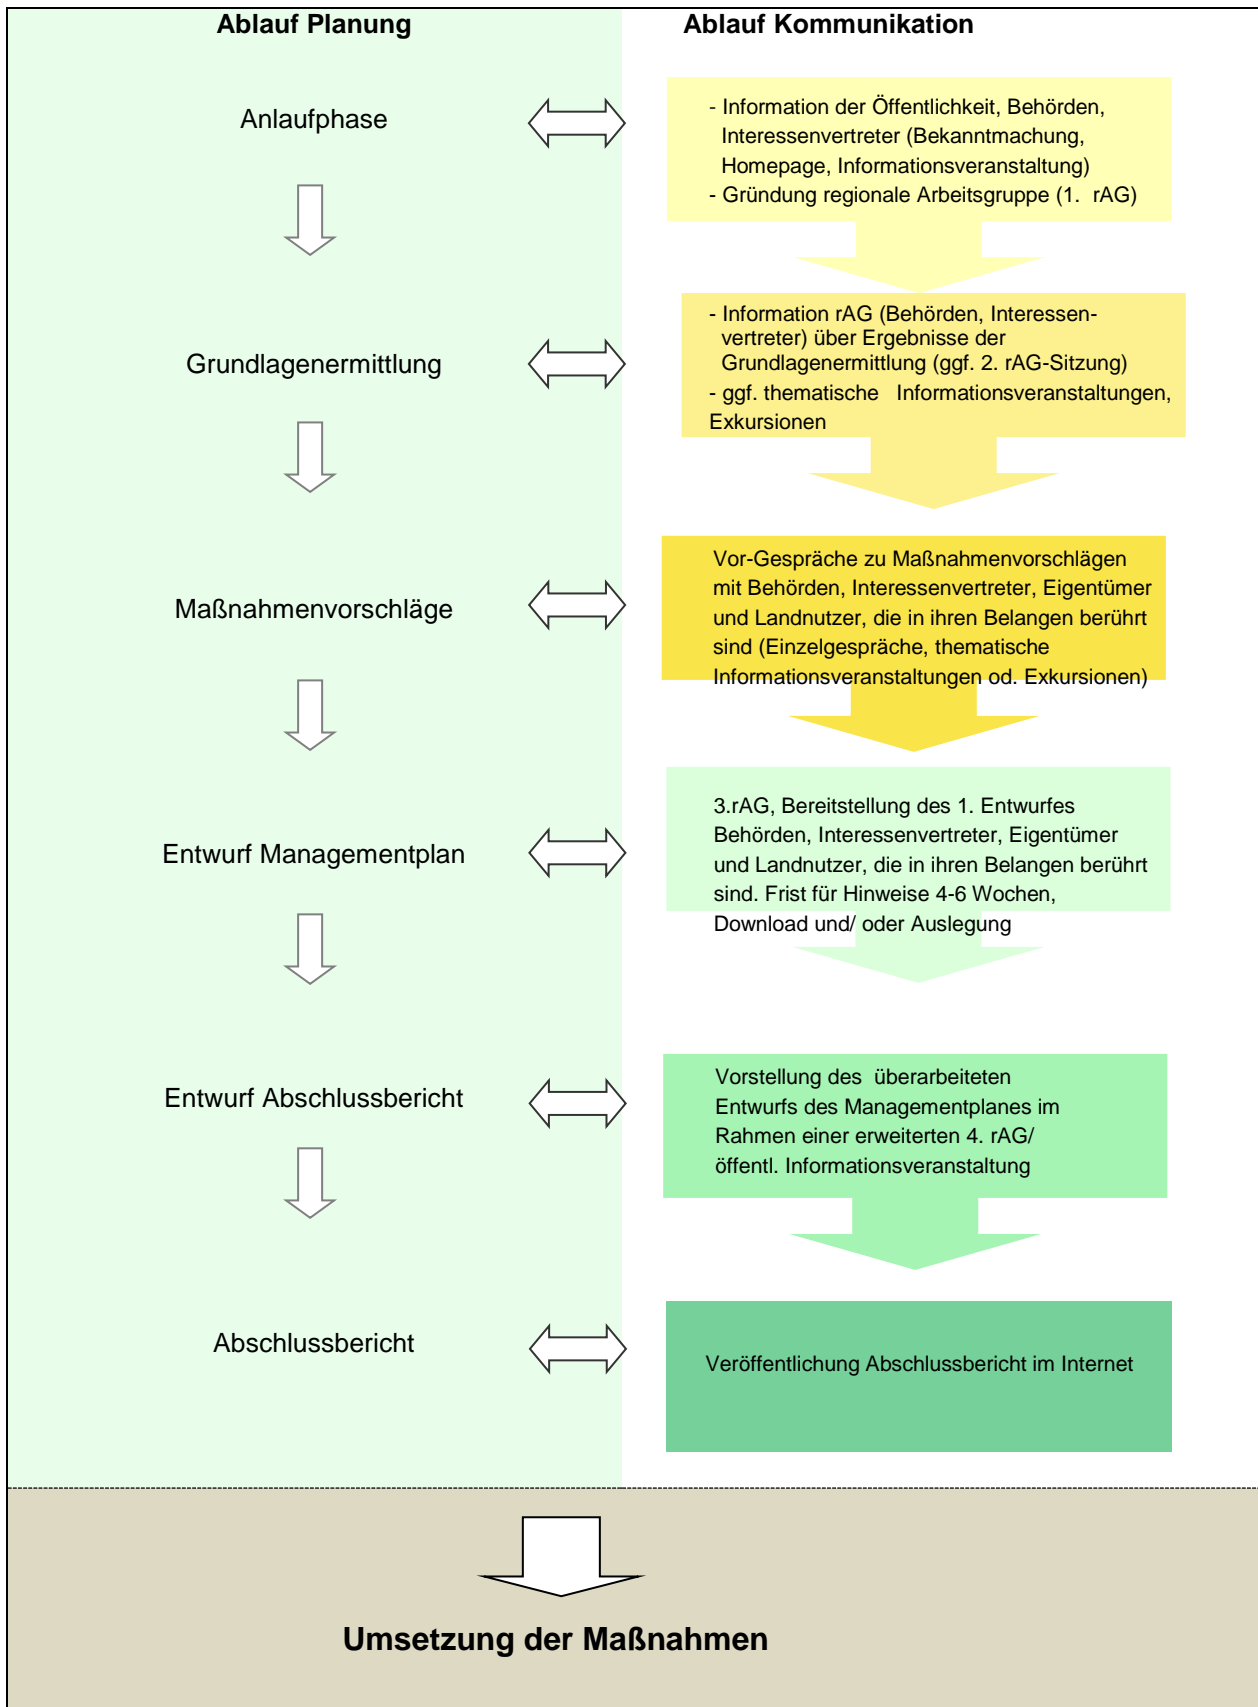 Ablauf Planung
Ablauf Kommunikation
Anlaufphase
- Information der Öffentlichkeit, Behörden,
Interessenvertreter (Bekanntmachung,
Homepage, Informationsveranstaltung)
- Gründung regionale Arbeitsgruppe (1. rAG)
Grundlagenermittlung
- Information rAG (Behörden, Interessen-
vertreter) über Ergebnisse der
Grundlagenermittlung (ggf. 2. rAG-Sitzung)
- ggf. thematische Informationsveranstaltungen,
Exkursionen
Maßnahmenvorschläge
Vor-Gespräche zu Maßnahmenvorschlägen
mit Behörden, Interessenvertreter, Eigentümer
und Landnutzer, die in ihren Belangen berührt
sind (Einzelgespräche, thematische
Informationsveranstaltungen od. Exkursionen)
Entwurf Managementplan
3.rAG, Bereitstellung des 1. Entwurfes
Behörden, Interessenvertreter, Eigentümer
und Landnutzer, die in ihren Belangen berührt
sind. Frist für Hinweise 4-6 Wochen,
Download und/ oder Auslegung
Entwurf Abschlussbericht
Vorstellung des überarbeiteten
Entwurfs des Managementplanes im
Rahmen einer erweiterten 4. rAG/
öffentl. Informationsveranstaltung
Abschlussbericht
Veröffentlichung Abschlussbericht im Internet
Umsetzung der Maßnahmen